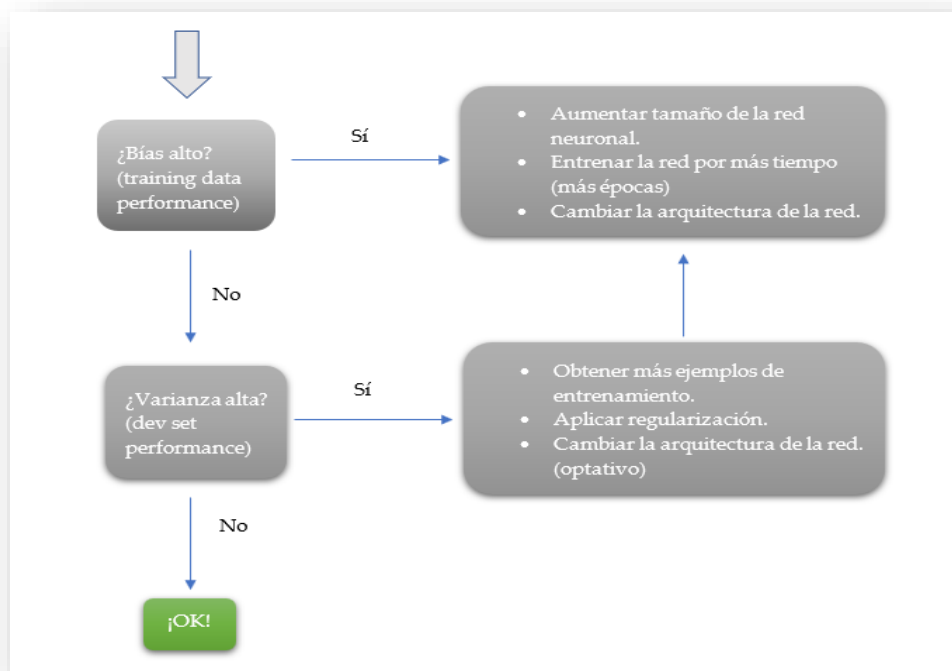 ¿Bías alto?
(training data
performance)
Sí
• Aumentar tamaño de la red
neuronal.
• Entrenar la red por más tiempo
(más épocas)
• Cambiar la arquitectura de la red.
No
¿Varianza alta?
(dev set
performance)
Sí
• Obtener más ejemplos de
entrenamiento.
• Aplicar regularización.
• Cambiar la arquitectura de la red.
(optativo)
No
¡OK!